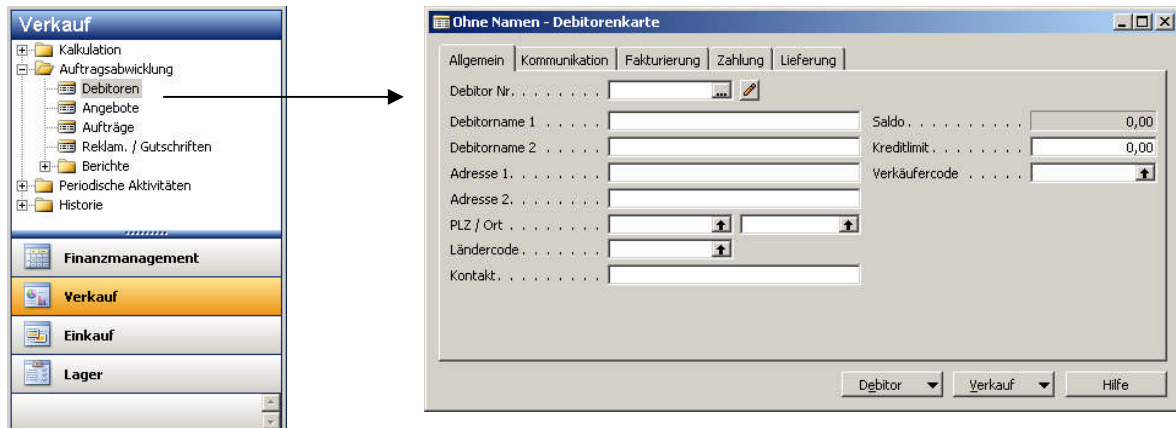 Verkauf
Kalkulation
Auftragsabwicklung
Debitoren
Angebote
Aufträge
Reklam. / Gutschriften
Berichte
Periodische Aktivitäten
Historie
Finanzmanagement
Verkauf
Einkauf
Lager
Ohne Namen - Debitorenkarte
Allgemein Kommunikation Fakturierung Zahlung Lieferung
Debitor Nr. . . . . . . . . ...
Debitorname 1 . . . . . Saldo. . . . . . . . . . . 0,00
Debitorname 2 . . . . . Kreditlimit . . . . . . . . 0,00
Adresse 1. . . . . . . . Verkäufercode . . . . .
Adresse 2. . . . . . . .
PLZ / Ort . . . . . . . .
Ländercode . . . . . . .
Kontakt. . . . . . . . .
Debitor Verkauf Hilfe